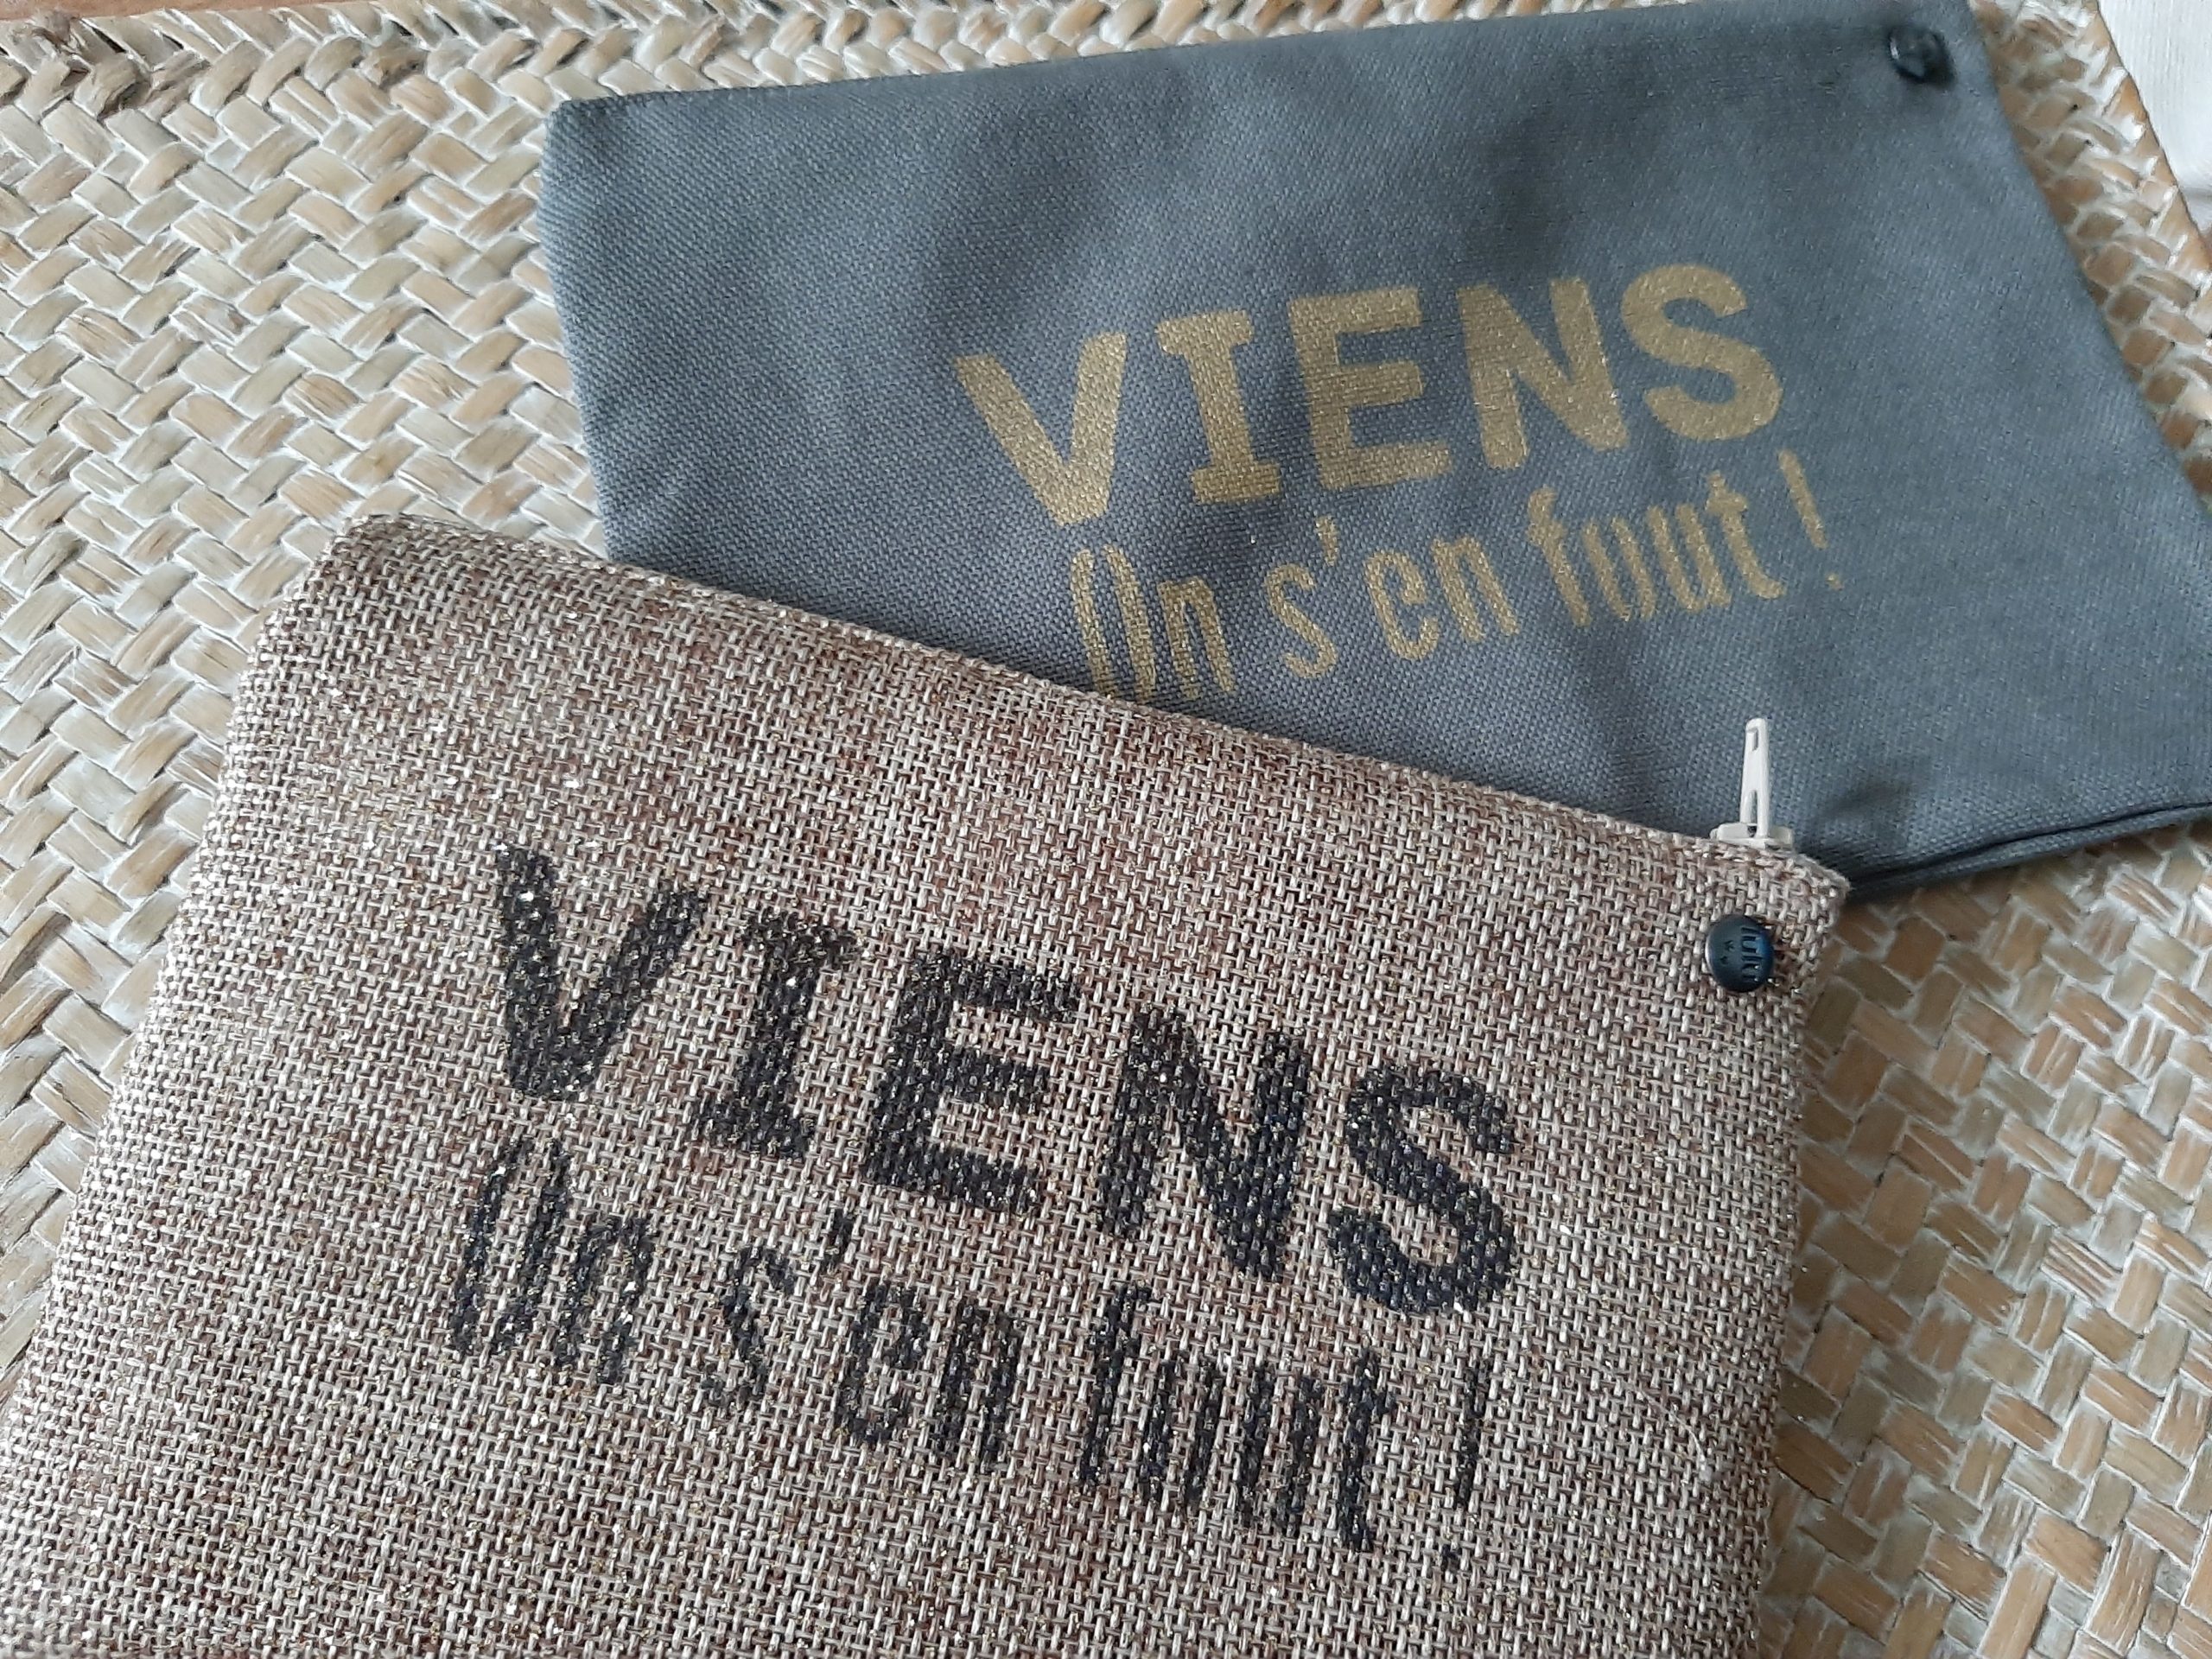 VIENS
On s'en fout !
VIENS
On s'en fout !